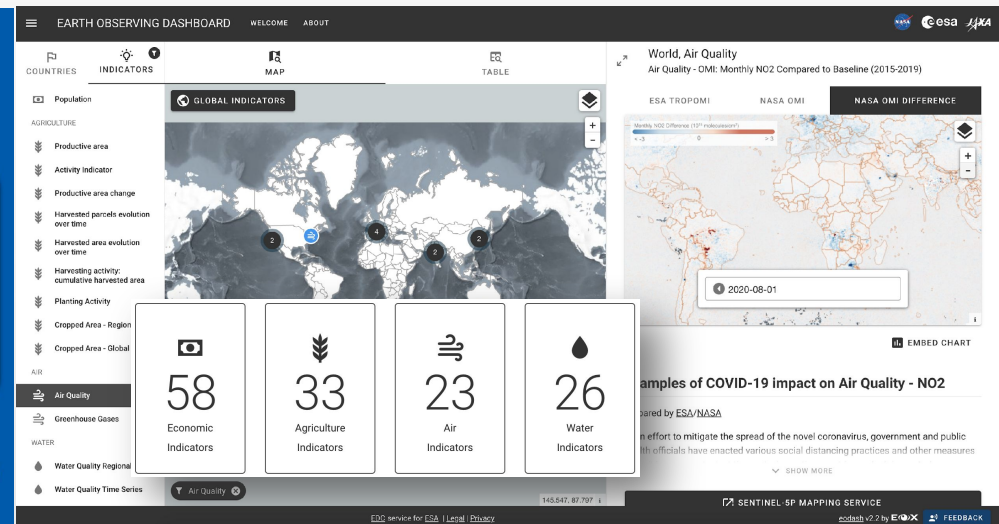 EARTH OBSERVING DASHBOARD
WELCOME
ABOUT
NASA
esa
JAXA
COUNTRIES
INDICATORS
MAP
TABLE
Population
AGRICULTURE
Productive area
Activity Indicator
Productive area change
Harvested parcels evolution
over time
Harvested area evolution
over time
Harvesting activity:
cumulative harvested area
Planting Activity
Cropped Area - Region
Cropped Area - Global
AIR
Air Quality
Greenhouse Gases
WATER
Water Quality Regional
Water Quality Time Series
GLOBAL INDICATORS
+
-
2
4
2
2
58
Economic
Indicators
33
Agriculture
Indicators
23
Air
Indicators
26
Water
Indicators
Air Quality
145.547, 87.797 i
World, Air Quality
Air Quality - OMI: Monthly NO2 Compared to Baseline (2015-2019)
ESA TROPOMI
NASA OMI
NASA OMI DIFFERENCE
< -3 0 > 3
+
-
2020-08-01
i
EMBED CHART
amples of COVID-19 impact on Air Quality - NO2
ared by ESA/NASA
n effort to mitigate the spread of the novel coronavirus, government and public
th officials have enacted various social distancing practices and other measures
SHOW MORE
SENTINEL-5P MAPPING SERVICE
EDC service for ESA | Legal | Privacy
eodash v2.2 by EOX
FEEDBACK